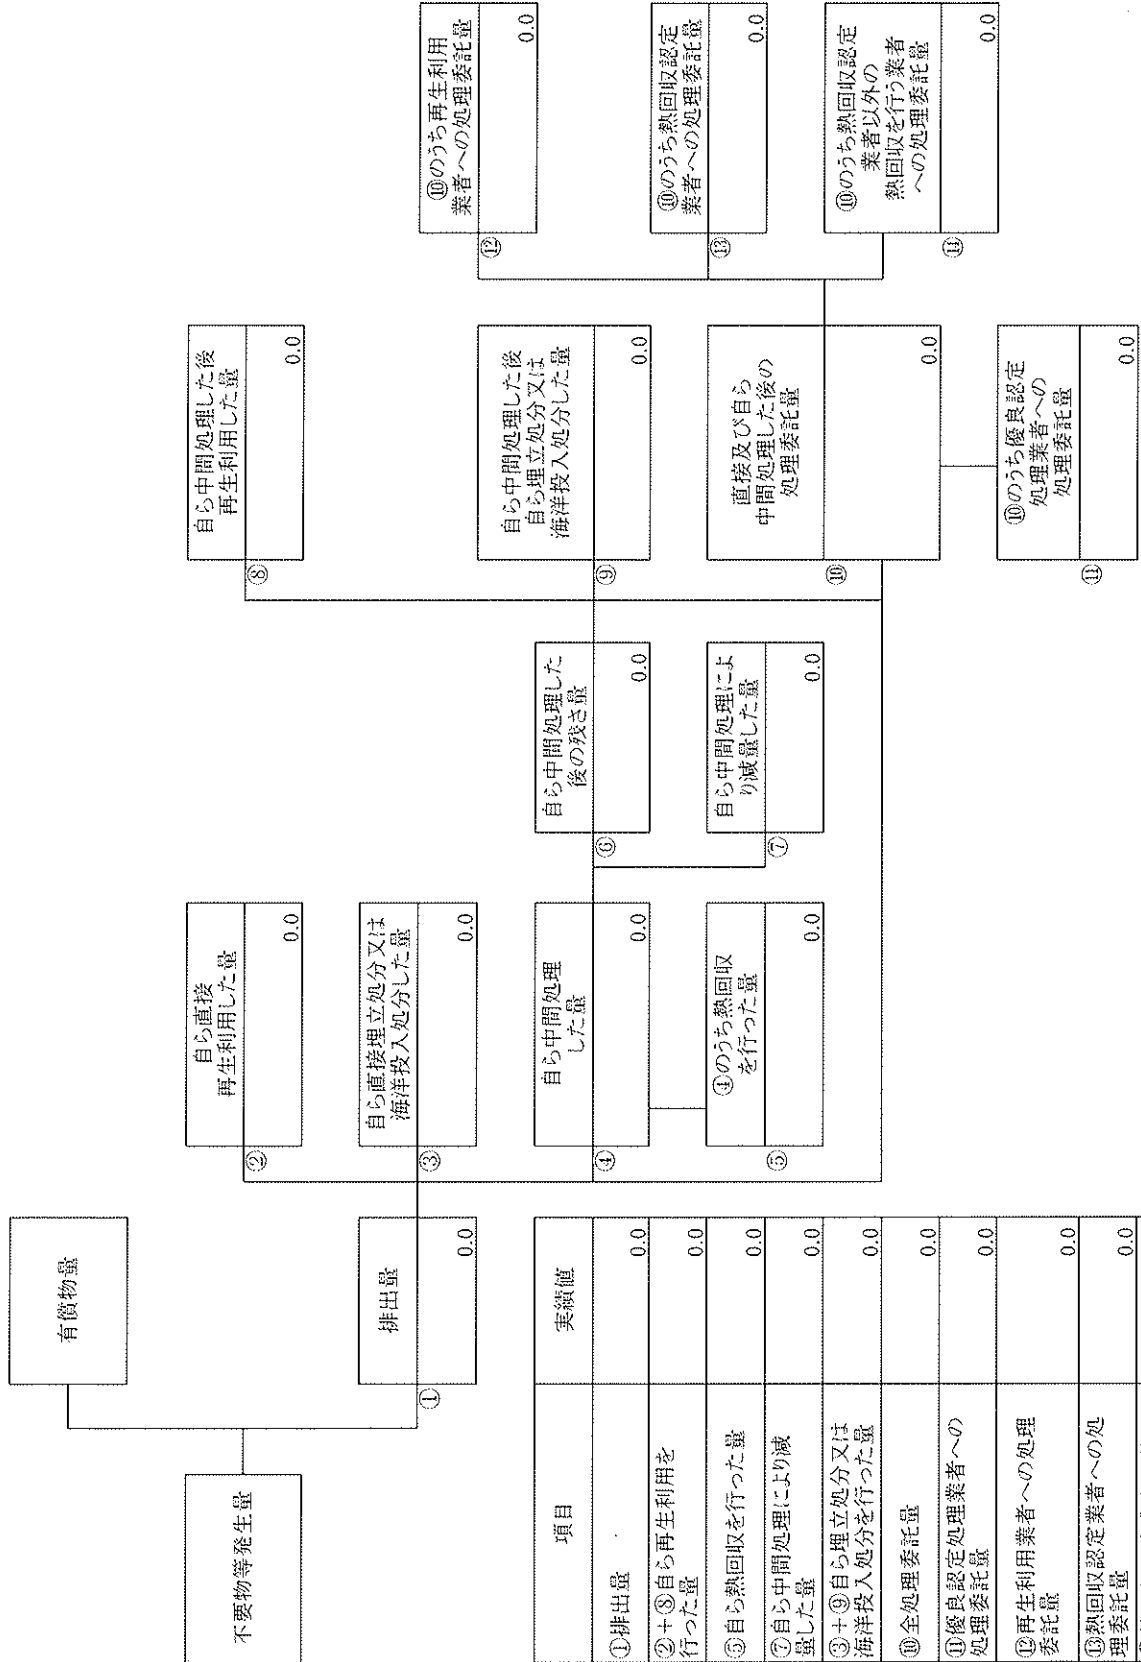 不要物等発生量
有償物量
①
排出量
0.0
②
自ら直接
再生利用した量
0.0
③
自ら直接埋立処分又は
海洋投入処分した量
0.0
④
自ら中間処理
した量
0.0
⑤
④のうち熱回収
を行った量
0.0
⑥
自ら中間処理した
後の残さ量
0.0
⑦
自ら中間処理によ
り減量した量
0.0
⑧
自ら中間処理した後
再生利用した量
0.0
⑨
自ら中間処理した後
自ら埋立処分又は
海洋投入処分した量
0.0
⑩
直接及び自ら
中間処理した後の
処理委託量
0.0
⑪
⑩のうち優良認定
処理業者への
処理委託量
0.0
⑫
⑩のうち再生利用
業者への処理委託量
0.0
⑬
⑩のうち熱回収認定
業者への処理委託量
0.0
⑭
⑩のうち熱回収認定
業者以外の
熱回収を行う業者
への処理委託量
0.0
項目
実績値
①排出量
0.0
②+⑧自ら再生利用を
行った量
0.0
⑤自ら熱回収を行った量
0.0
⑦自ら中間処理により減
量した量
0.0
③+⑨自ら埋立処分又は
海洋投入処分を行った量
0.0
⑩全処理委託量
0.0
⑪優良認定処理業者への
処理委託量
0.0
⑫再生利用業者への処理
委託量
0.0
⑬熱回収認定業者への処
理委託量
0.0